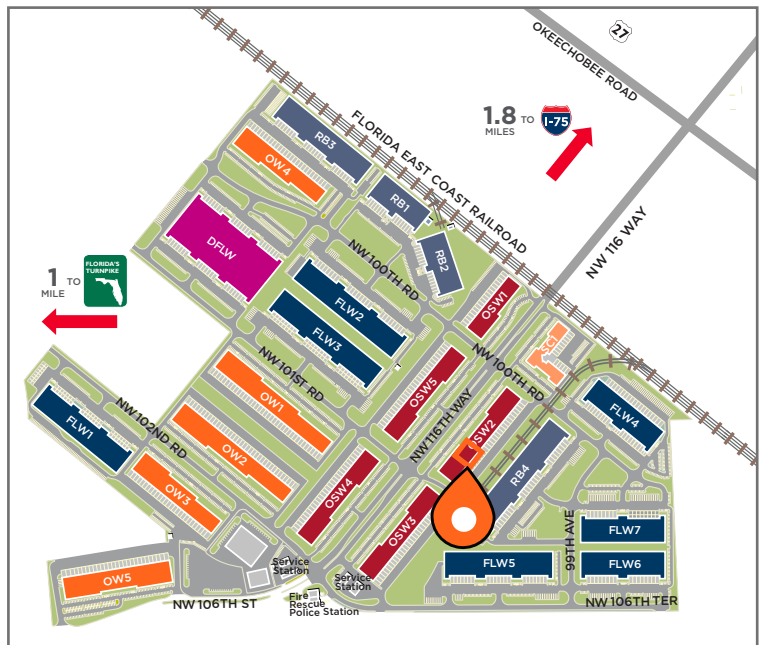 27
OKEECHOBEE ROAD
1.8 TO
MILES
I-75
FLORIDA EAST COAST RAILROAD
NW 116 WAY
RB3
OW4
RB1
RB2
DFLW
NW 100TH RD
1 TO
MILE
FLORIDA'S
TURNPIKE
FLW2
FLW3
OSW1
SC1
NW 100TH RD
NW 101ST RD
OSW5
NW 116TH WAY
OSW2
FLW4
FLW1
NW 102ND RD
OW1
OW2
OW3
OSW4
OSW3
RB4
99TH AVE
FLW7
FLW6
FLW5
OW5
Service
Station
Service
Station
Fire
Rescue
Police Station
NW 106TH ST
NW 106TH TER